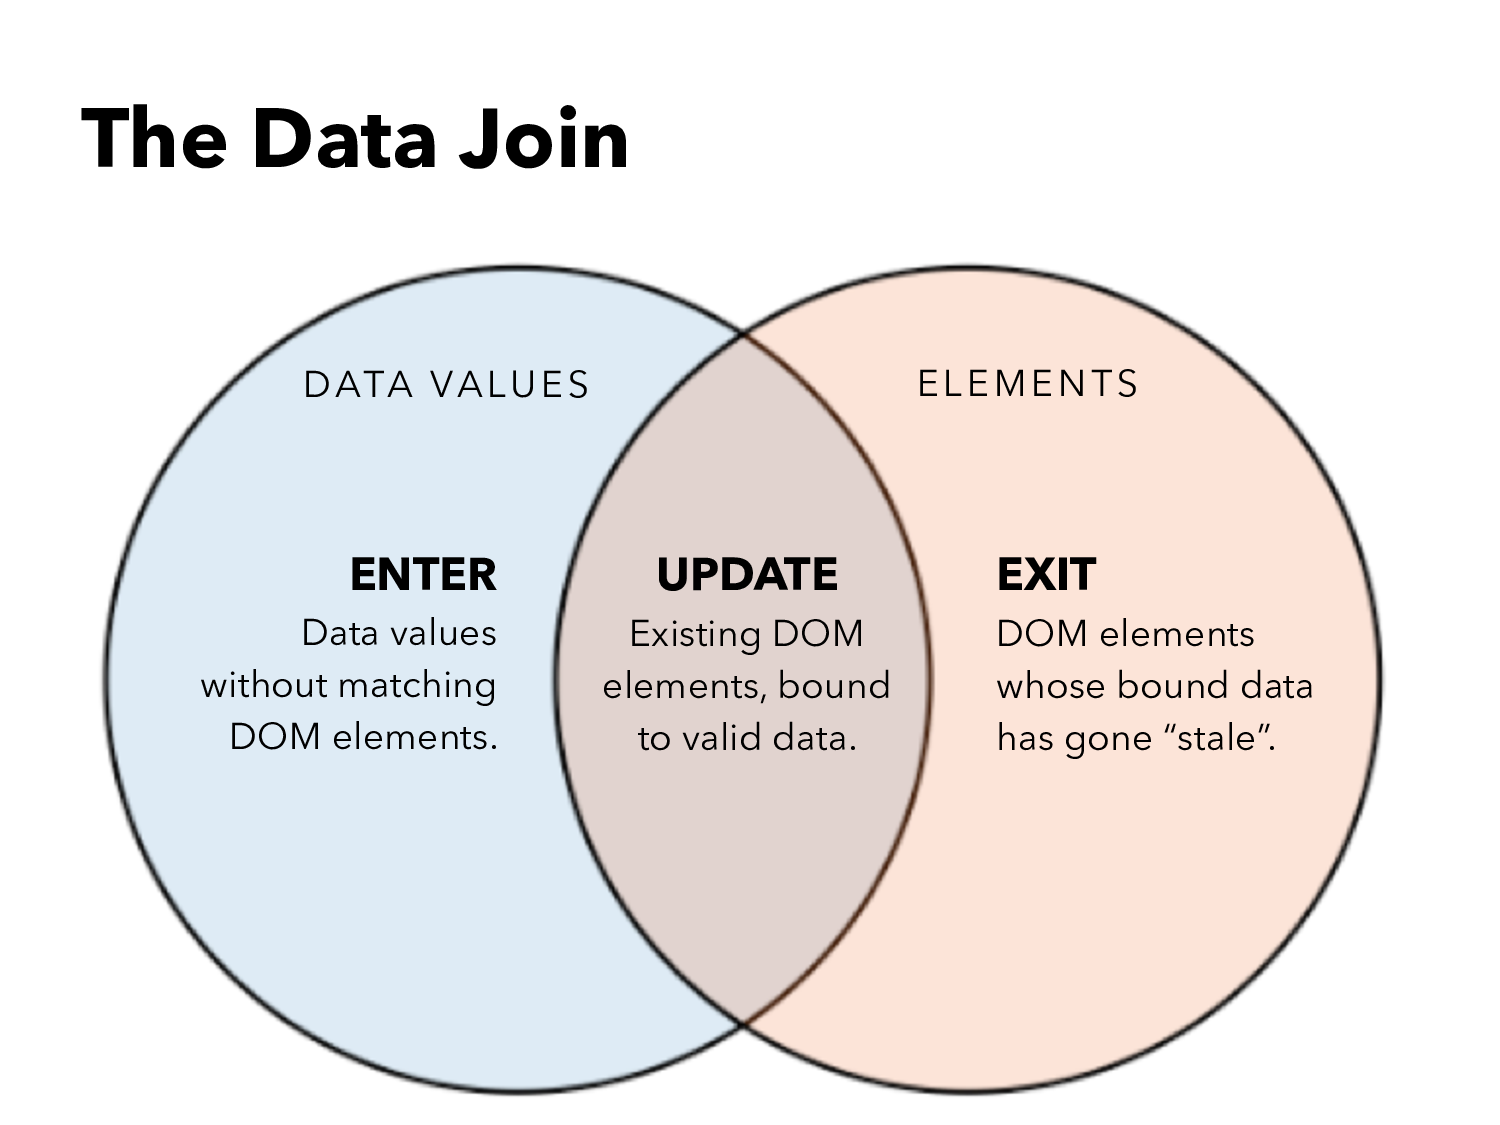 The Data Join
DATA VALUES
ELEMENTS
ENTER
Data values
without matching
DOM elements.
UPDATE
Existing DOM
elements, bound
to valid data.
EXIT
DOM elements
whose bound data
has gone “stale”.